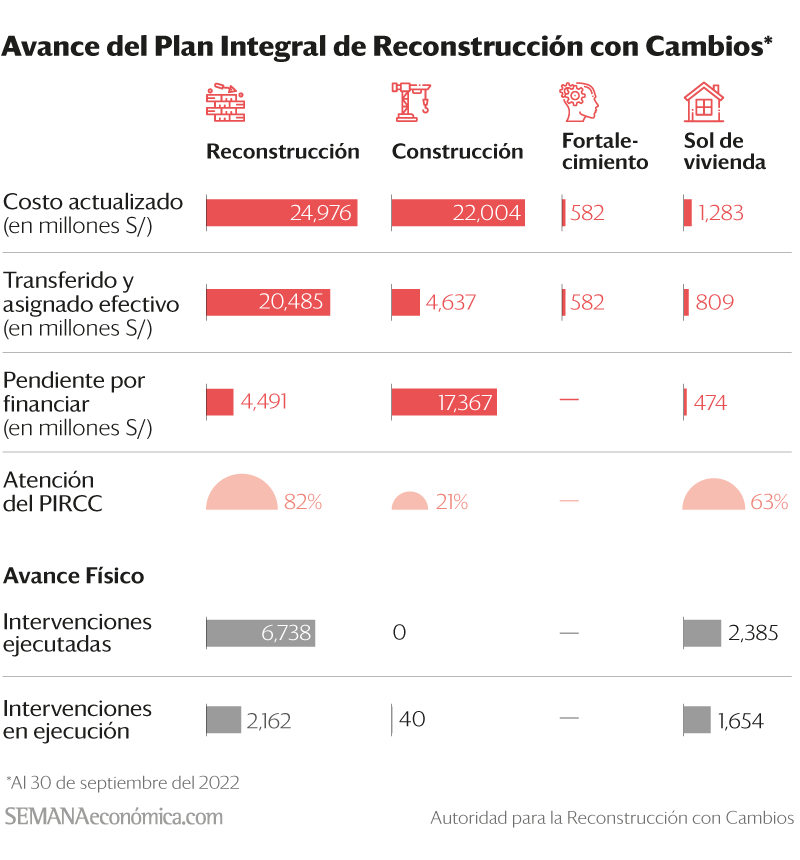 Avance del Plan Integral de Reconstrucción con Cambios*
Reconstrucción
Construcción
Fortale-
cimiento
Sol de
vivienda
Costo actualizado
(en millones S/)
24,976
22,004
582
1,283
Transferido y
asignado efectivo
(en millones S/)
20,485
4,637
582
809
Pendiente por
financiar
(en millones S/)
4,491
17,367
—
474
Atención
del PIRCC
82%
21%
—
63%
Avance Físico
Intervenciones
ejecutadas
6,738
0
—
2,385
Intervenciones
en ejecución
2,162
40
—
1,654
*Al 30 de septiembre del 2022
SEMANAeconómica.com
Autoridad para la Reconstrucción con Cambios